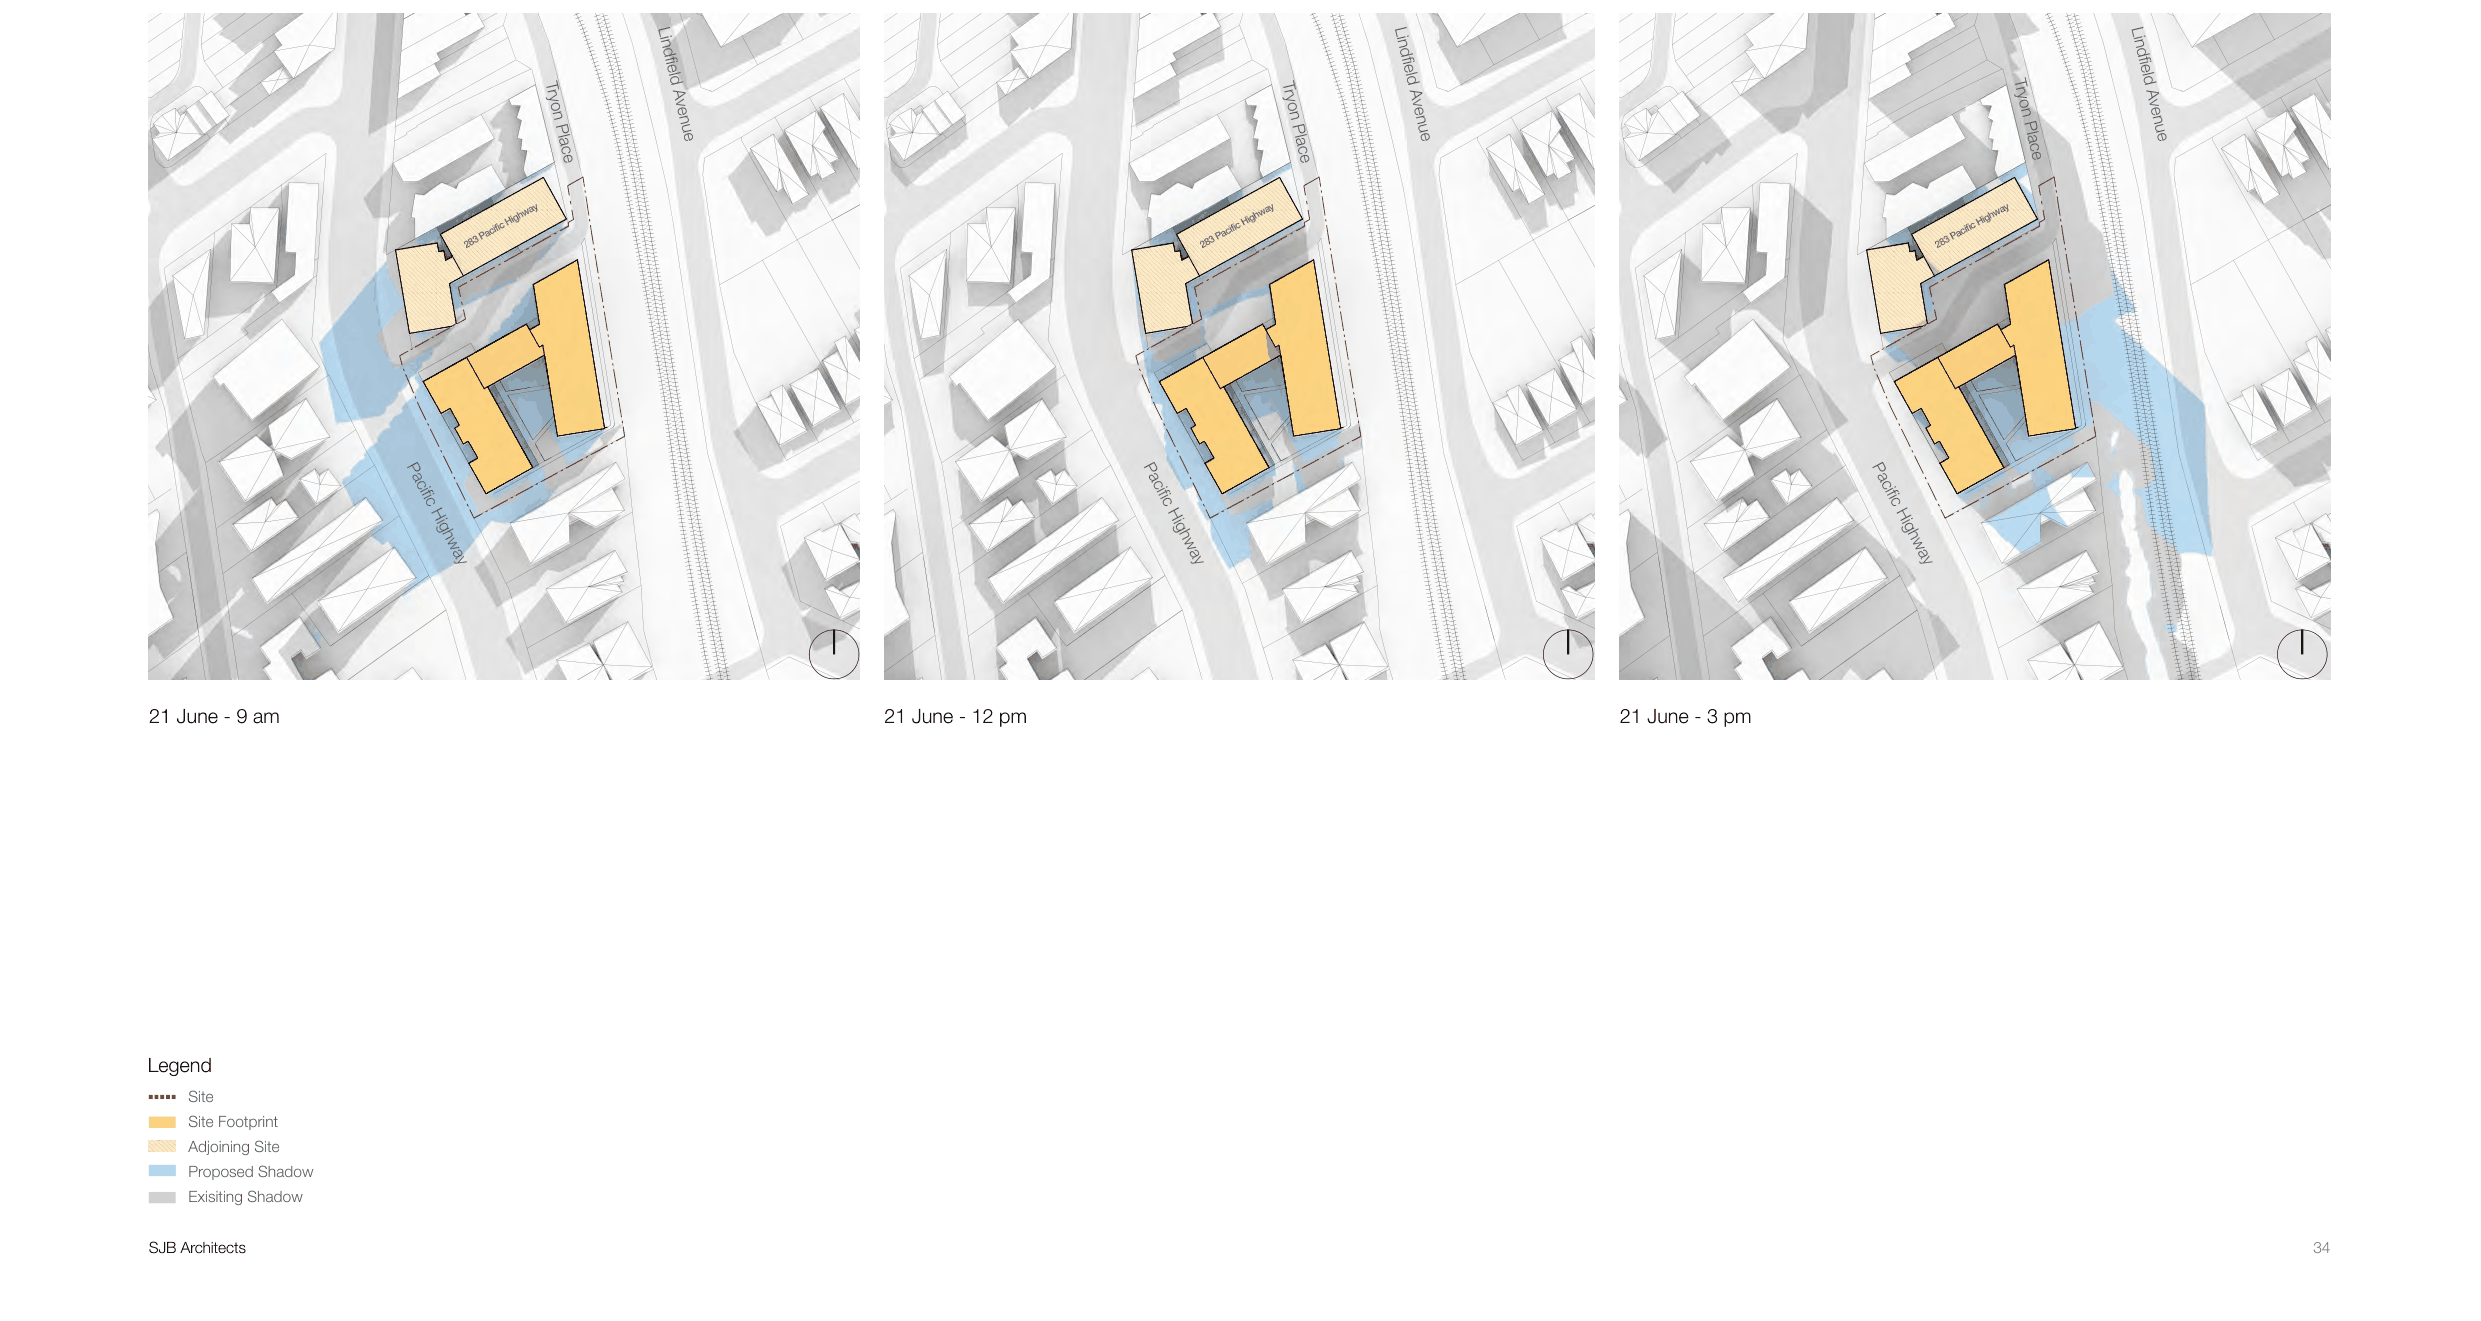 Lindfield Avenue
Tryon Place
283 Pacific Highway
Pacific Highway
Lindfield Avenue
Tryon Place
283 Pacific Highway
Pacific Highway
Lindfield Avenue
Tryon Place
283 Pacific Highway
Pacific Highway
21 June - 9 am
21 June - 12 pm
21 June - 3 pm
Legend
Site
Site Footprint
Adjoining Site
Proposed Shadow
Exisiting Shadow
SJB Architects
34